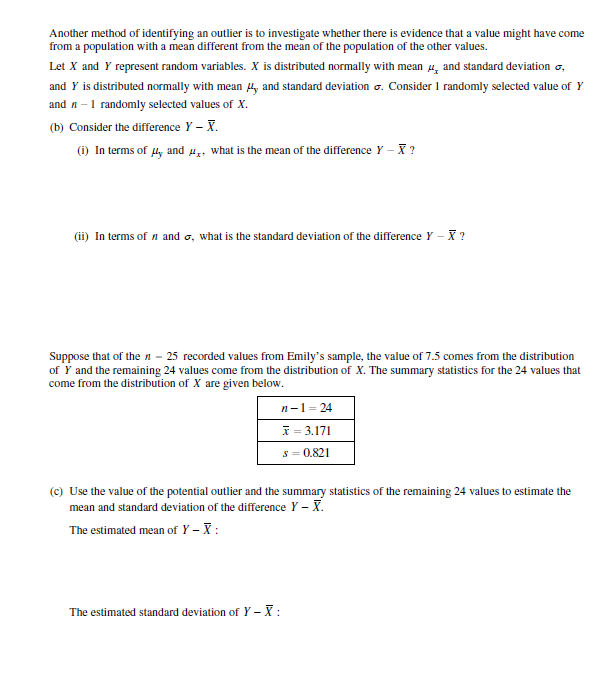 Another method of identifying an outlier is to investigate whether there is evidence that a value might have come
from a population with a mean different from the mean of the population of the other values.
Let X and Y represent random variables. X is distributed normally with mean μₓ and standard deviation σ,
and Y is distributed normally with mean μ_y and standard deviation σ. Consider 1 randomly selected value of Y
and n – 1 randomly selected values of X.
(b) Consider the difference Y – X̅.
(i) In terms of μ_y and μₓ, what is the mean of the difference Y – X̅ ?
(ii) In terms of n and σ, what is the standard deviation of the difference Y – X̅ ?
Suppose that of the n – 25 recorded values from Emily's sample, the value of 7.5 comes from the distribution
of Y and the remaining 24 values come from the distribution of X. The summary statistics for the 24 values that
come from the distribution of X are given below.
n – 1 = 24
x̅ = 3.171
s = 0.821
(c) Use the value of the potential outlier and the summary statistics of the remaining 24 values to estimate the
mean and standard deviation of the difference Y – X̅.
The estimated mean of Y – X̅ :
The estimated standard deviation of Y – X̅ :